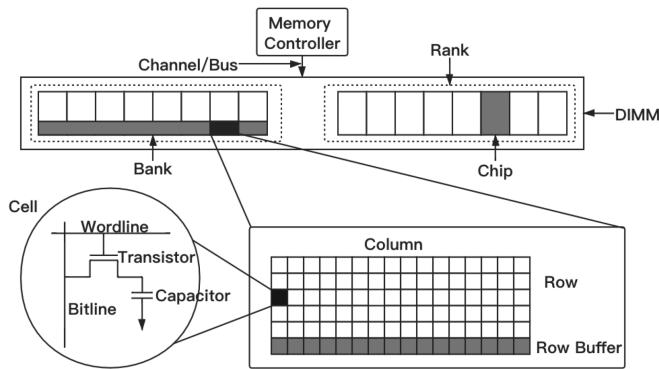 Memory
Controller
Channel/Bus
Rank
DIMM
Bank
Chip
Cell
Wordline
Transistor
Capacitor
Bitline
Column
Row
Row Buffer